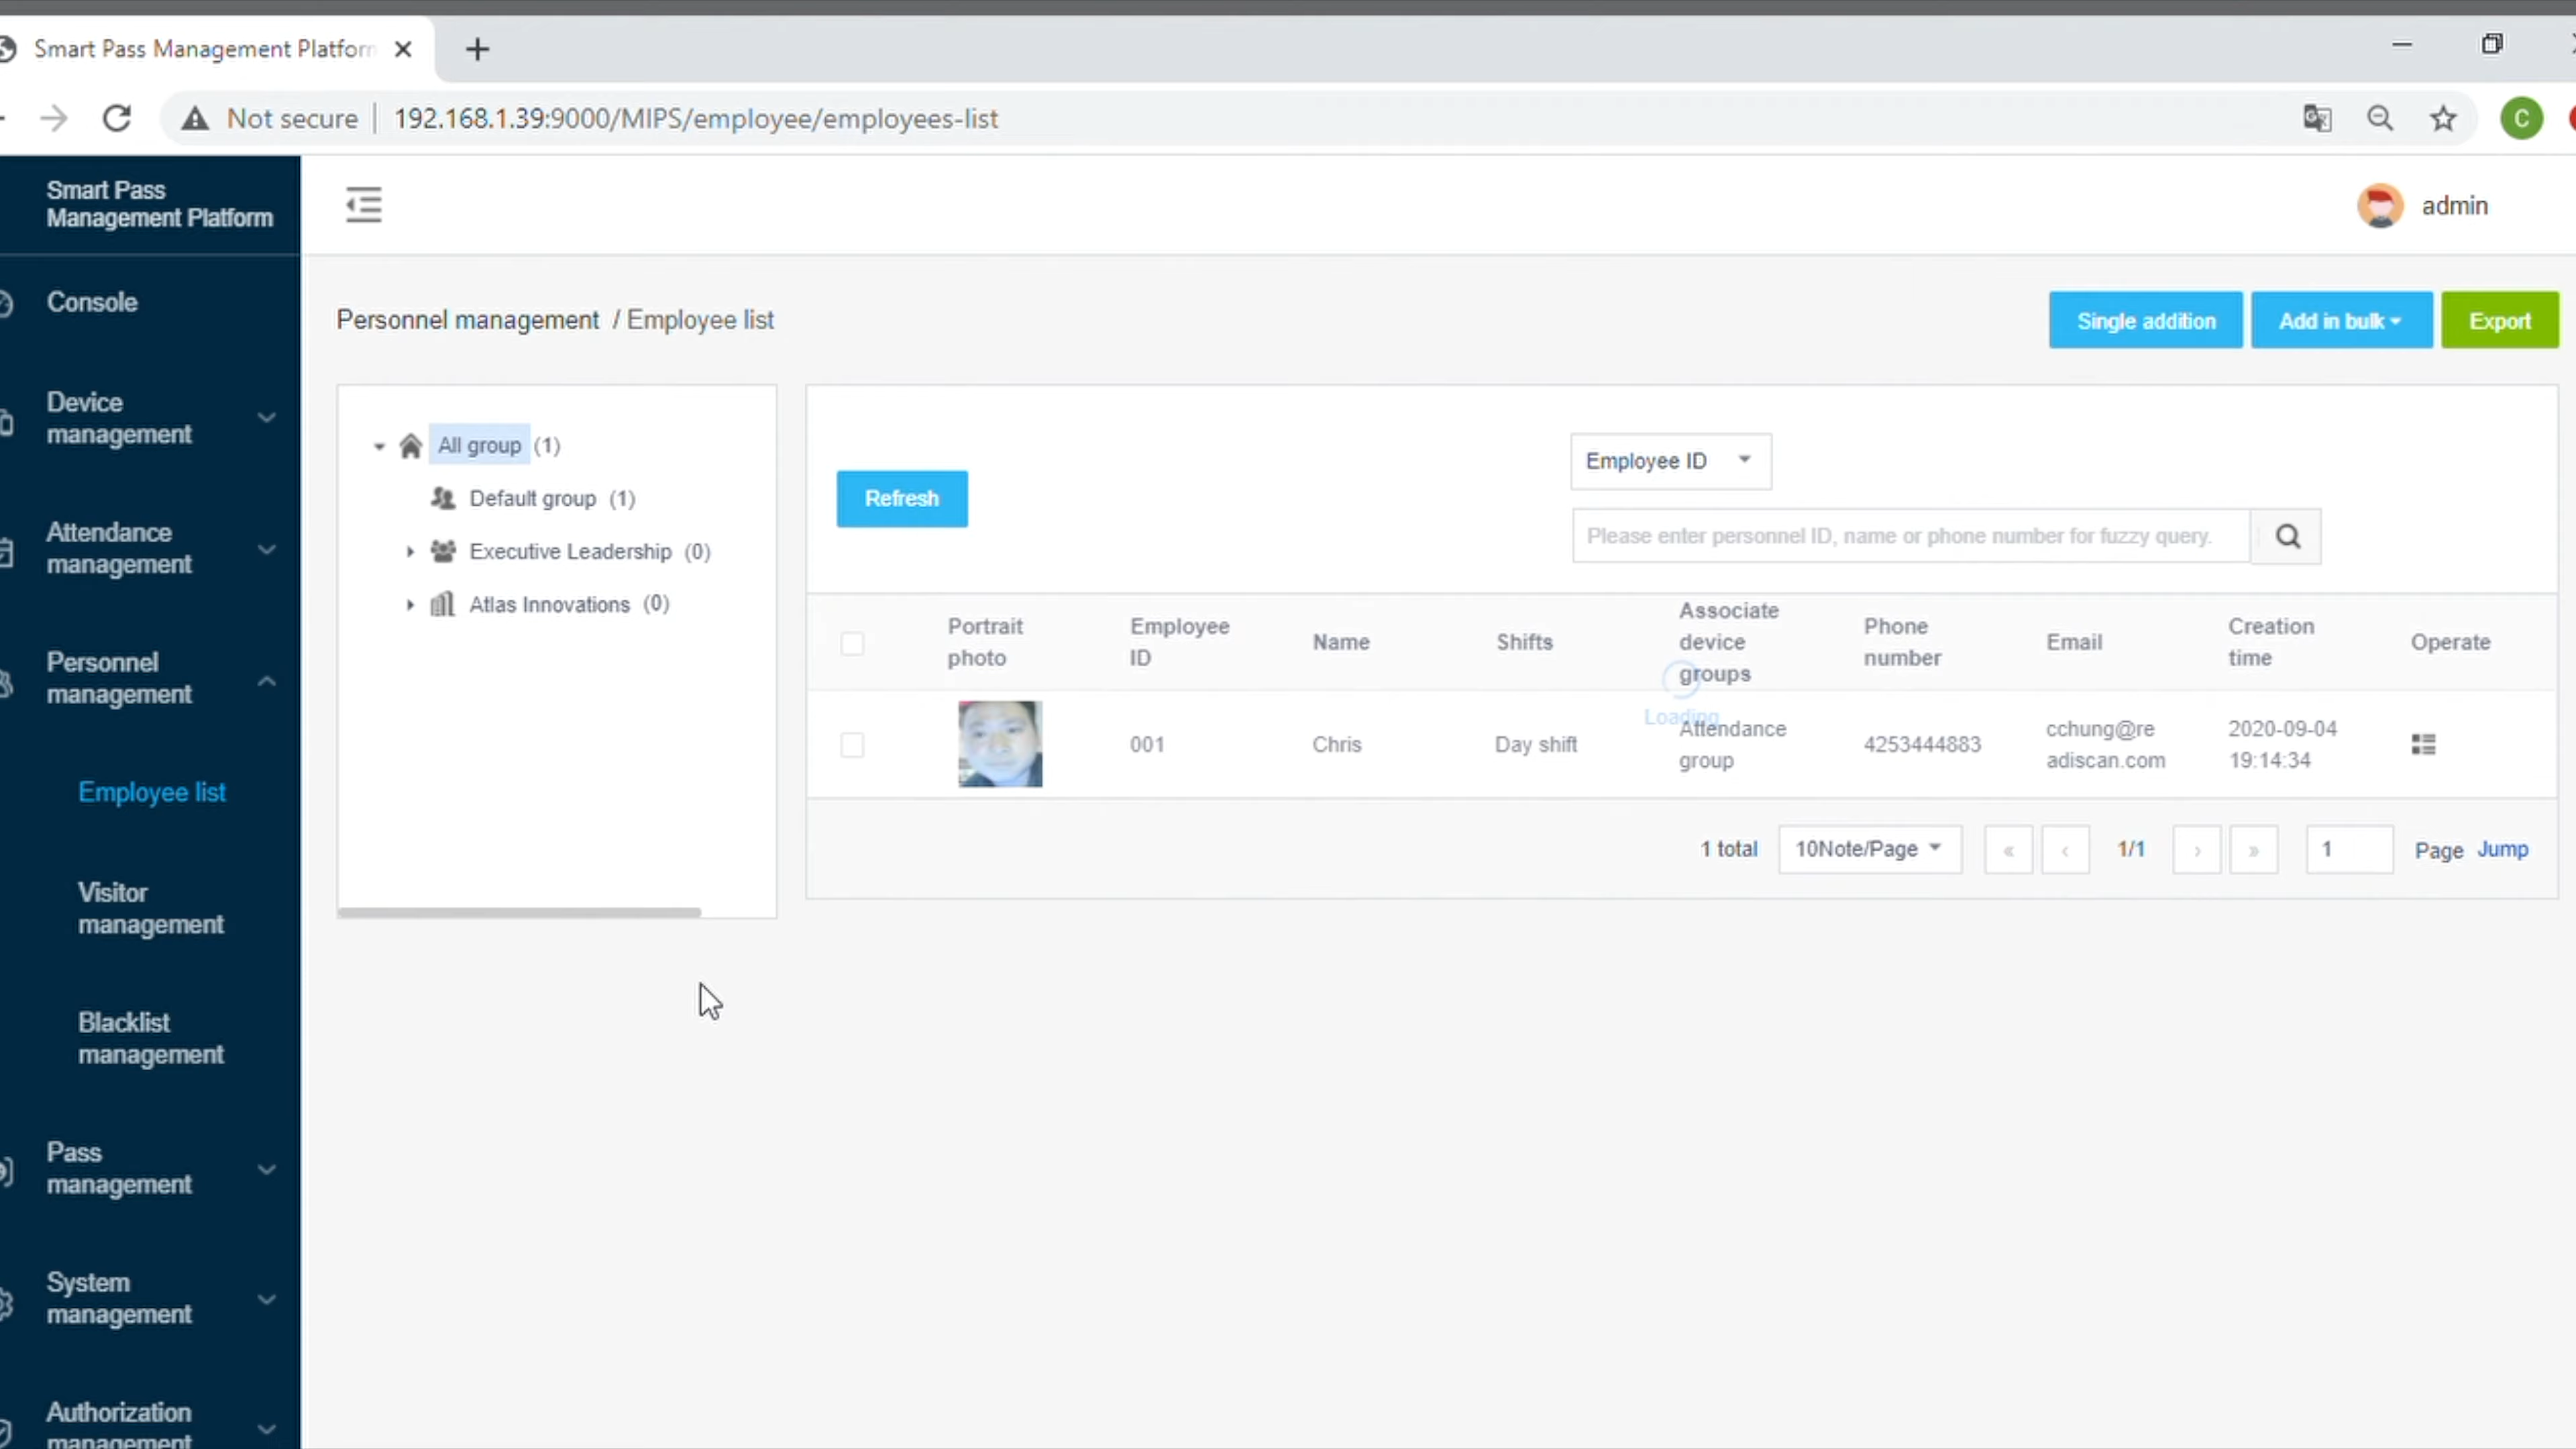 Smart Pass Management Platform
Not secure
192.168.1.39:9000/MIPS/employee/employees-list
C
Smart Pass
Management Platform
admin
Console
Device
management
Attendance
management
Personnel
management
Employee list
Visitor
management
Blacklist
management
Pass
management
System
management
Authorization
management
Personnel management / Employee list
Single addition
Add in bulk
Export
All group (1)
Default group (1)
Executive Leadership (0)
Atlas Innovations (0)
Refresh
Employee ID
Please enter personnel ID, name or phone number for fuzzy query.
Portrait
photo
Employee
ID
Name
Shifts
Associate
device
groups
Phone
number
Email
Creation
time
Operate
Loading
001
Chris
Day shift
Attendance
group
4253444883
cchung@re
adiscan.com
2020-09-04
19:14:34
1 total
10Note/Page
« ‹ 1/1 › »
1
Page Jump